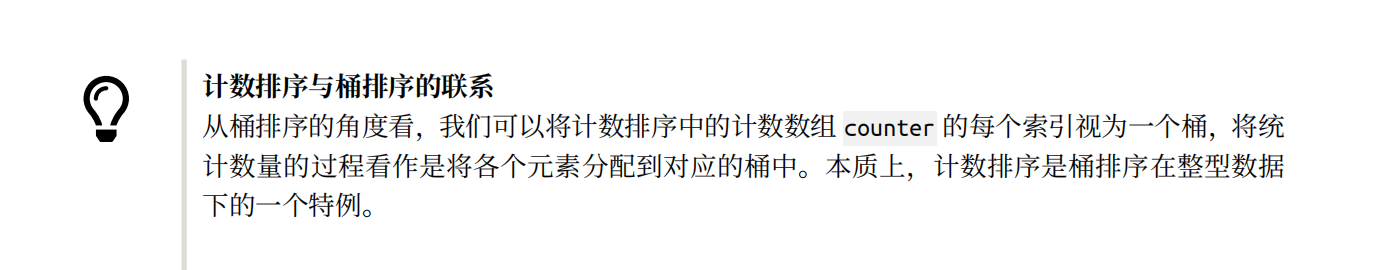 计数排序与桶排序的联系
从桶排序的角度看，我们可以将计数排序中的计数数组 counter 的每个索引视为一个桶，将统
计数量的过程看作是将各个元素分配到对应的桶中。本质上，计数排序是桶排序在整型数据
下的一个特例。